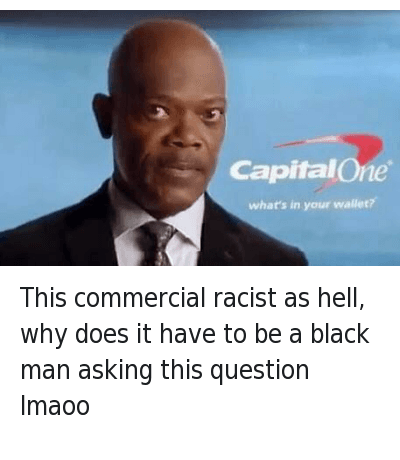 CapitalOne®
what's in your wallet?
This commercial racist as hell,
why does it have to be a black
man asking this question
lmaoo